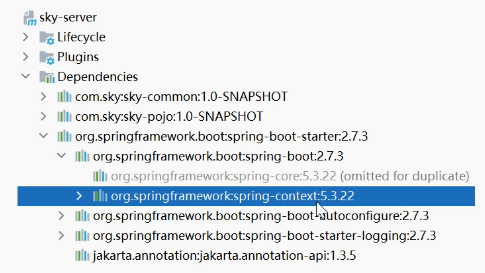 sky-server
Lifecycle
Plugins
Dependencies
com.sky:sky-common:1.0-SNAPSHOT
com.sky:sky-pojo:1.0-SNAPSHOT
org.springframework.boot:spring-boot-starter:2.7.3
org.springframework.boot:spring-boot:2.7.3
org.springframework:spring-core:5.3.22 (omitted for duplicate)
org.springframework:spring-context:5.3.22
org.springframework.boot:spring-boot-autoconfigure:2.7.3
org.springframework.boot:spring-boot-starter-logging:2.7.3
jakarta.annotation:jakarta.annotation-api:1.3.5